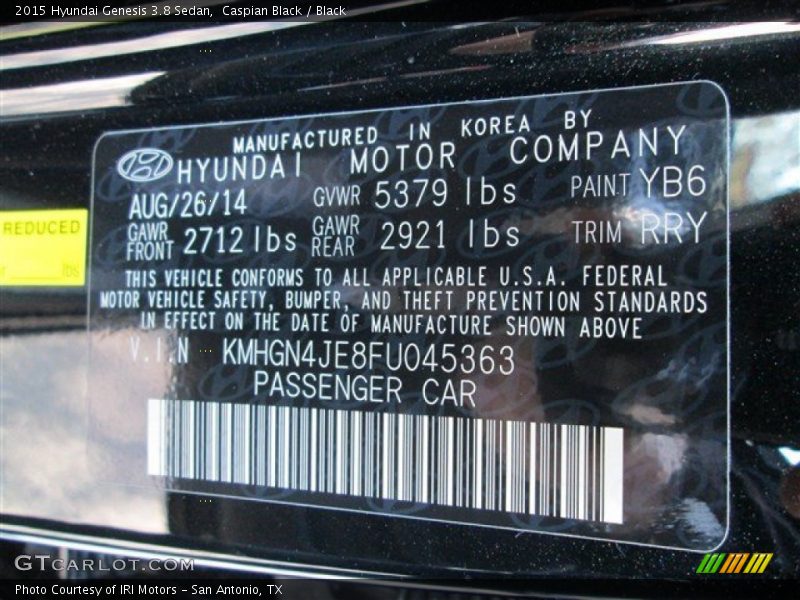 2015 Hyundai Genesis 3.8 Sedan, Caspian Black / Black
MANUFACTURED IN KOREA BY
HYUNDAI MOTOR COMPANY
AUG/26/14 GVWR 5379 lbs PAINT YB6
GAWR FRONT 2712 lbs GAWR REAR 2921 lbs TRIM RRY
THIS VEHICLE CONFORMS TO ALL APPLICABLE U.S.A. FEDERAL
MOTOR VEHICLE SAFETY, BUMPER, AND THEFT PREVENTION STANDARDS
IN EFFECT ON THE DATE OF MANUFACTURE SHOWN ABOVE
V.I.N KMHGN4JE8FU045363
PASSENGER CAR
REDUCED
lbs
GTCARLOT.COM
Photo Courtesy of IRI Motors - San Antonio, TX